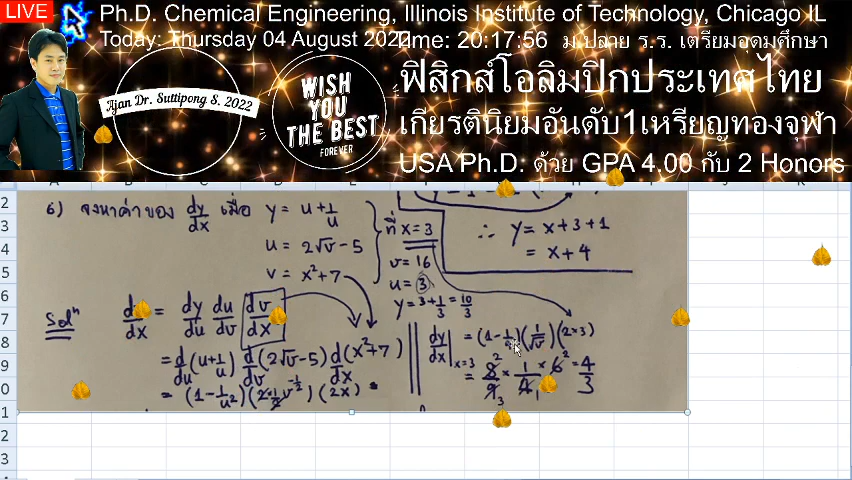 LIVE
Ph.D. Chemical Engineering, Illinois Institute of Technology, Chicago IL
Today: Thursday 04 August 2022 Time: 20:17:56 ม.ปลาย ร.ร. เตรียมอุดมศึกษา
Ajan Dr. Suttipong S. 2022
WISH
YOU
THE BEST
FOREVER
ฟิสิกส์โอลิมปิกประเทศไทย
เกียรตินิยมอันดับ1เหรียญทองจุฬา
USA Ph.D. ด้วย GPA 4.00 กับ 2 Honors
6) จงหาค่าของ dy/dx เมื่อ y = u+1/u
u = 2√v - 5
v = x²+7
ที่ x=3
v = 16
u = 3
y = 3+1/3 = 10/3
∴ y = x+3+1
= x+4
Solⁿ
= dy/du du/dv dv/dx
= d/du (u+1/u) d/dv (2√v-5) d/dx (x²+7)
= (1-1/u²)(2·1/2 v^-1/2)(2x)
dy/dx|x=3 = (1-1/3²)(1/√v)(2×3)
= 8/9 × 1/4 × 6 = 4/3